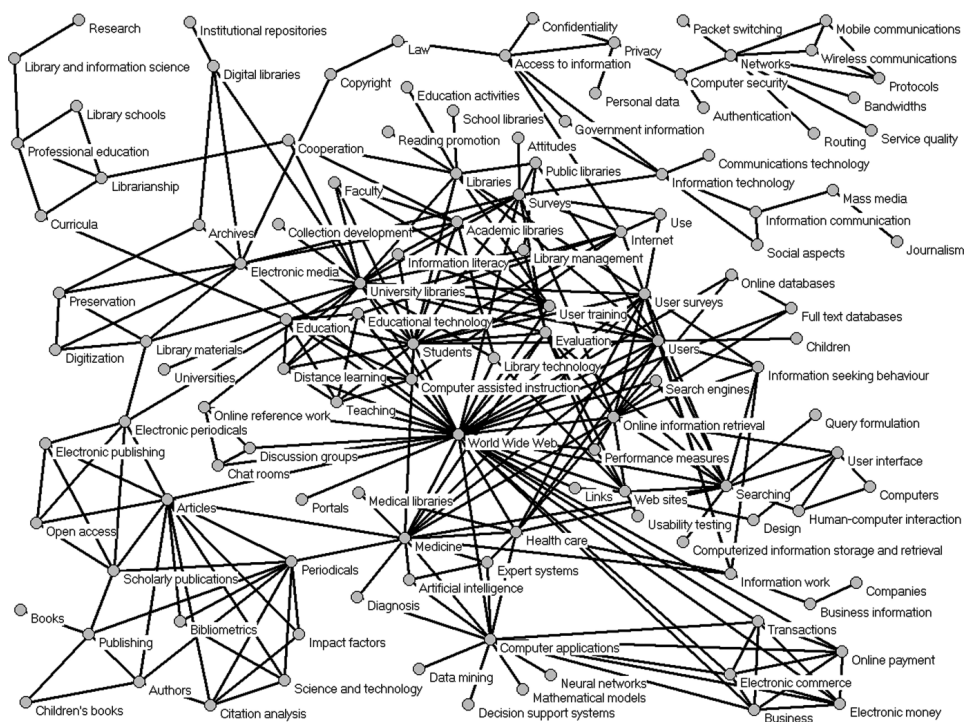 Research
Institutional repositories
Confidentiality
Packet switching
Mobile communications
Library and information science
Law
Privacy
Wireless communications
Digital libraries
Copyright
Access to information
Networks
Computer security
Protocols
Education activities
Personal data
Bandwidths
Library schools
School libraries
Authentication
Government information
Routing
Service quality
Reading promotion
Attitudes
Professional education
Cooperation
Public libraries
Communications technology
Libraries
Information technology
Librarianship
Faculty
Surveys
Mass media
Curricula
Use
Information communication
Archives
Collection development
Academic libraries
Internet
Social aspects
Journalism
Electronic media
Information literacy
Library management
Online databases
Preservation
University libraries
User surveys
User training
Full text databases
Education
Educational technology
Evaluation
Digitization
Library materials
Students
Users
Children
Library technology
Universities
Distance learning
Computer assisted instruction
Information seeking behaviour
Search engines
Online reference work
Teaching
Query formulation
Electronic periodicals
World Wide Web
Online information retrieval
Electronic publishing
Discussion groups
Performance measures
User interface
Chat rooms
Medical libraries
Links
Web sites
Searching
Computers
Portals
Articles
Human-computer interaction
Usability testing
Design
Open access
Medicine
Health care
Computerized information storage and retrieval
Periodicals
Expert systems
Scholarly publications
Artificial intelligence
Information work
Companies
Diagnosis
Business information
Books
Bibliometrics
Impact factors
Transactions
Publishing
Computer applications
Online payment
Data mining
Neural networks
Electronic commerce
Authors
Science and technology
Mathematical models
Children's books
Citation analysis
Decision support systems
Business
Electronic money